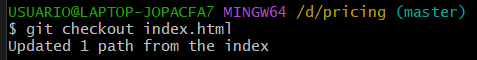 USUARIO@LAPTOP-JOPACFA7 MINGW64 /d/pricing (master)
$ git checkout index.html
Updated 1 path from the index